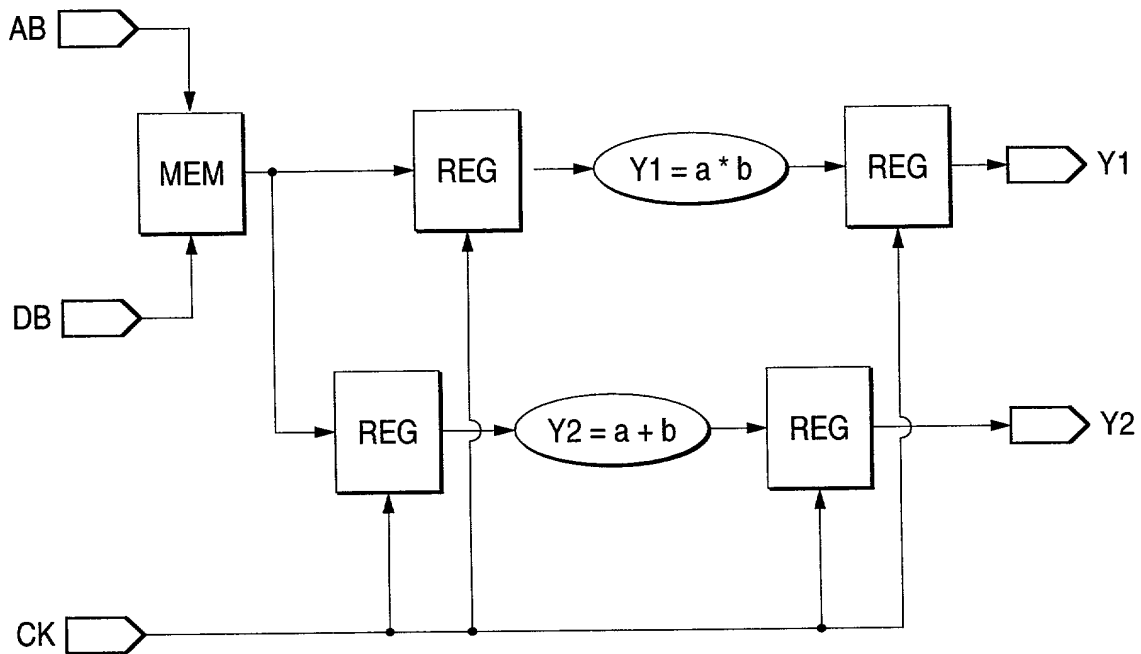 AB
MEM
REG
Y1 = a * b
REG
Y1
DB
REG
Y2 = a + b
REG
Y2
CK